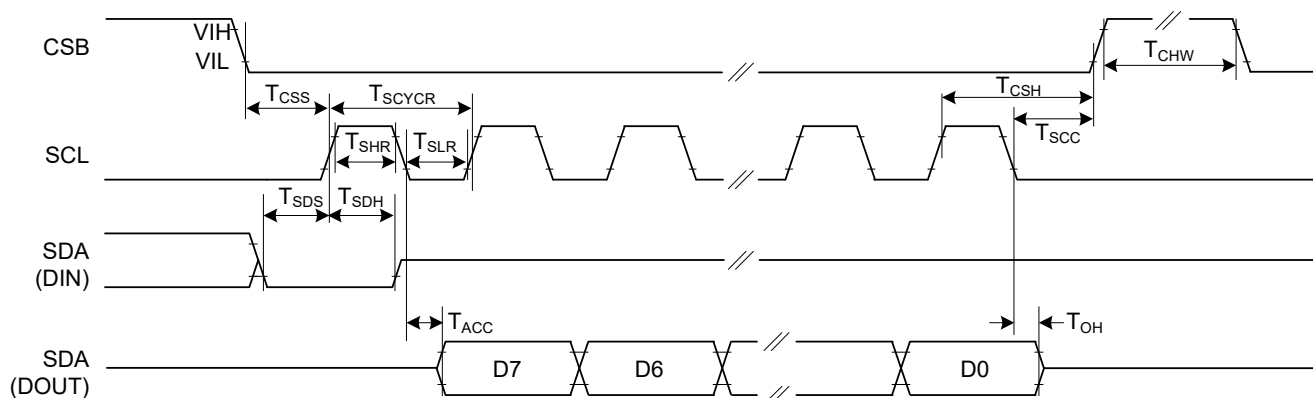 CSB
VIH
VIL
T_CHW
T_CSS
T_SCYCR
T_CSH
SCL
T_SHR
T_SLR
T_SCC
T_SDS
T_SDH
SDA
(DIN)
T_ACC
T_OH
SDA
(DOUT)
D7
D6
D0